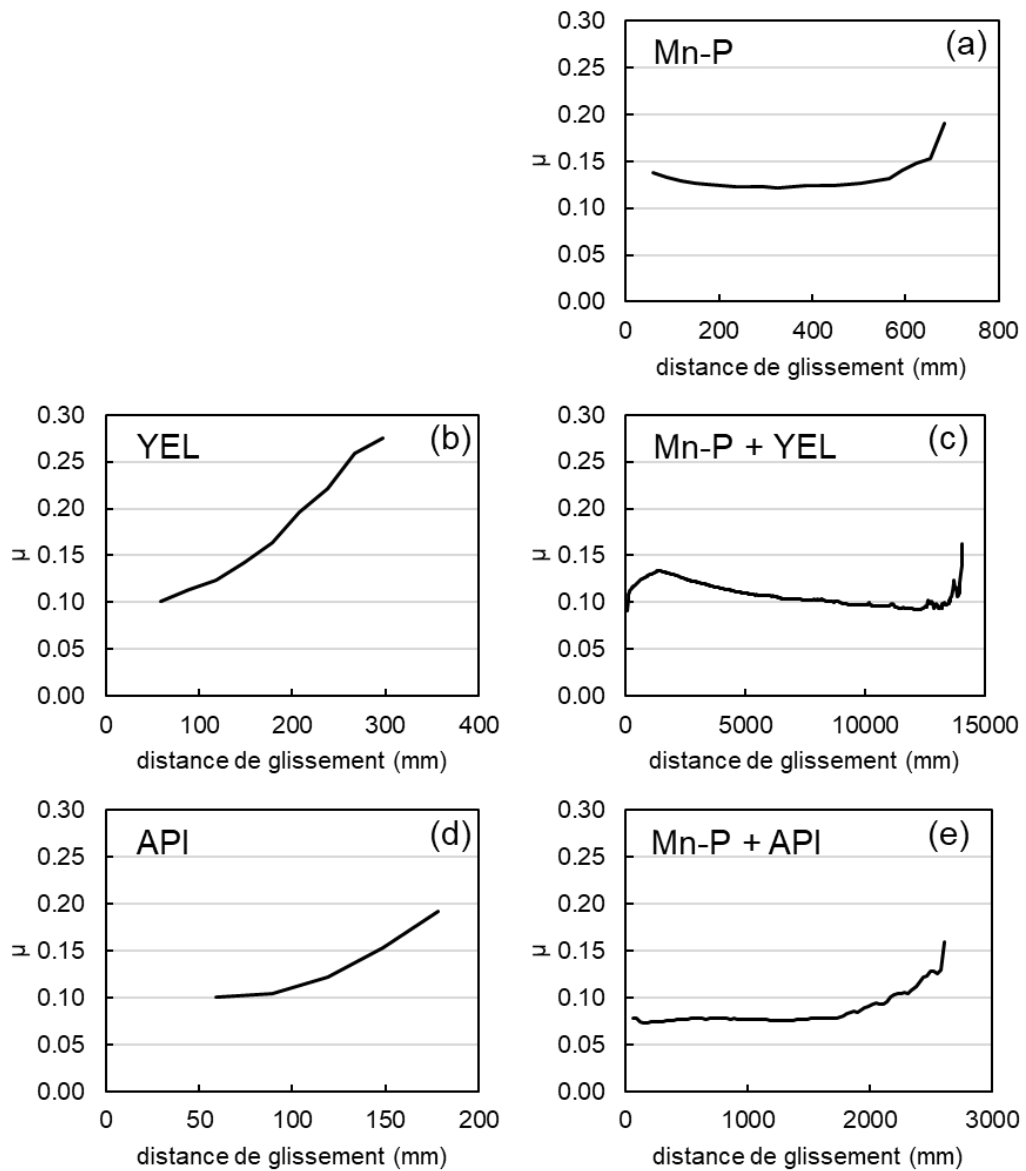 Mn-P
(a)
μ
0.30
0.25
0.20
0.15
0.10
0.05
0.00
0 200 400 600 800
distance de glissement (mm)
YEL
(b)
μ
0.30
0.25
0.20
0.15
0.10
0.05
0.00
0 100 200 300 400
distance de glissement (mm)
Mn-P + YEL
(c)
μ
0.30
0.25
0.20
0.15
0.10
0.05
0.00
0 5000 10000 15000
distance de glissement (mm)
API
(d)
μ
0.30
0.25
0.20
0.15
0.10
0.05
0.00
0 50 100 150 200
distance de glissement (mm)
Mn-P + API
(e)
μ
0.30
0.25
0.20
0.15
0.10
0.05
0.00
0 1000 2000 3000
distance de glissement (mm)